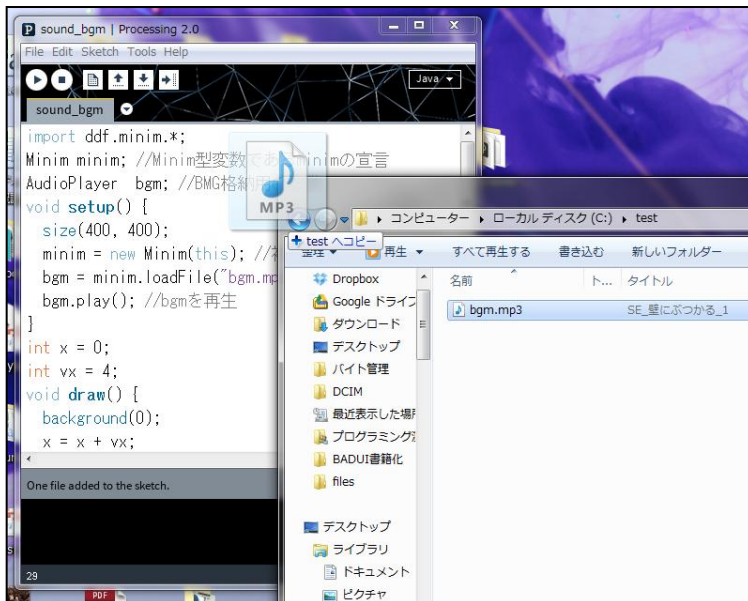 sound_bgm | Processing 2.0
File Edit Sketch Tools Help
Java
sound_bgm
import ddf.minim.*;
Minim minim; //Minim型変数である minimの宣言
AudioPlayer bgm; //BMG格納用
void setup() {
size(400, 400);
minim = new Minim(this); //
bgm = minim.loadFile("bgm.mp
bgm.play(); //bgmを再生
}
int x = 0;
int vx = 4;
void draw() {
background(0);
x = x + vx;
One file added to the sketch.
29
MP3
コンピューター ローカル ディスク (C:) test
test へコピー
整理 再生 すべて再生する 書き込む 新しいフォルダー
名前 ト... タイトル
bgm.mp3 SE_壁にぶつかる_1
Dropbox
Google ドライブ
ダウンロード
デスクトップ
バイト管理
DCIM
最近表示した場所
プログラミング
BADUI書籍化
files
デスクトップ
ライブラリ
ドキュメント
ピクチャ
PDF